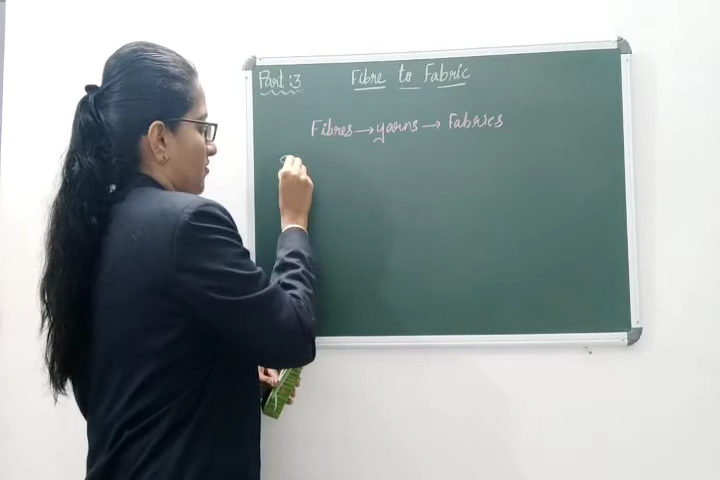 Part :3
Fibre to Fabric
Fibres → yarns → Fabrics